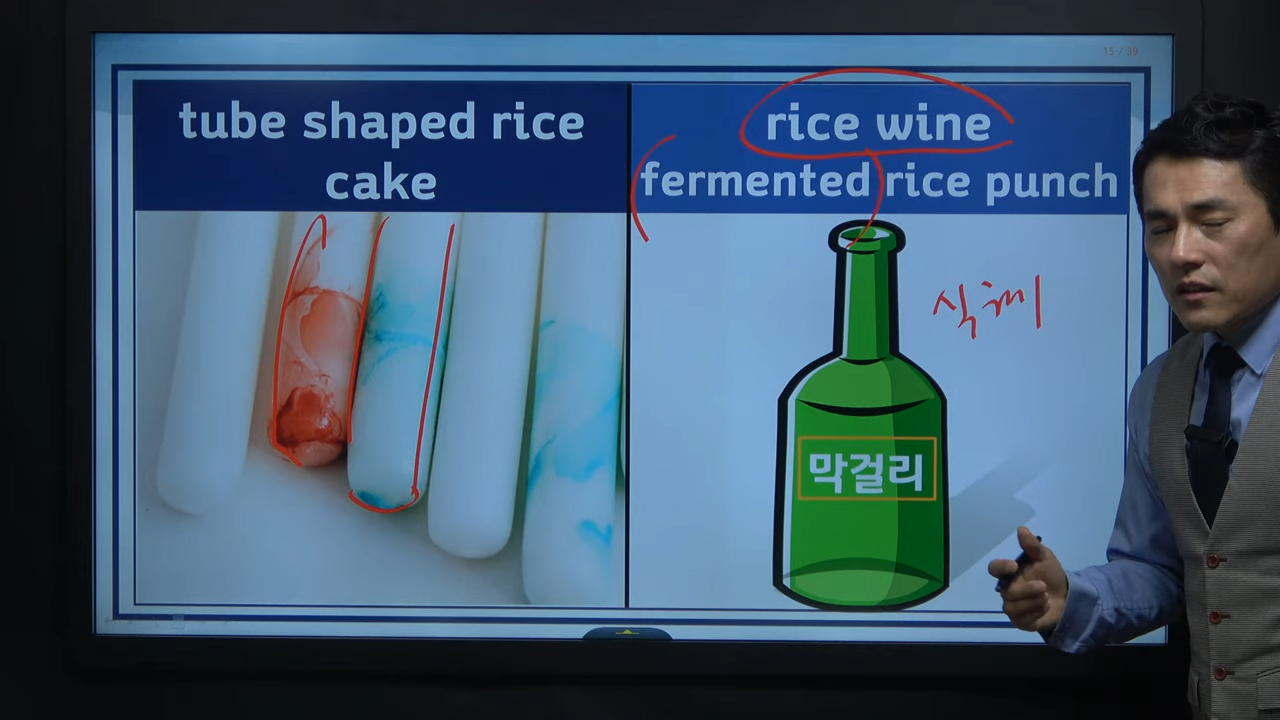 15 / 39
tube shaped rice
cake
rice wine
fermented rice punch
식혜
막걸리